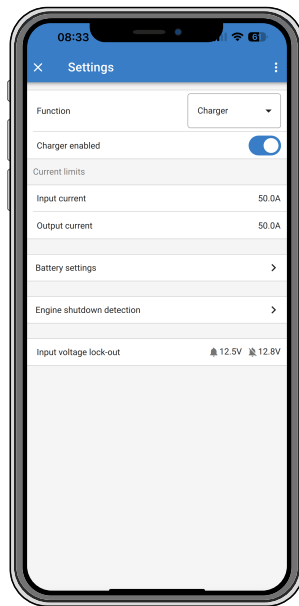 08:33
Settings
Function
Charger
Charger enabled
Current limits
Input current 50.0A
Output current 50.0A
Battery settings
Engine shutdown detection
Input voltage lock-out 12.5V 12.8V